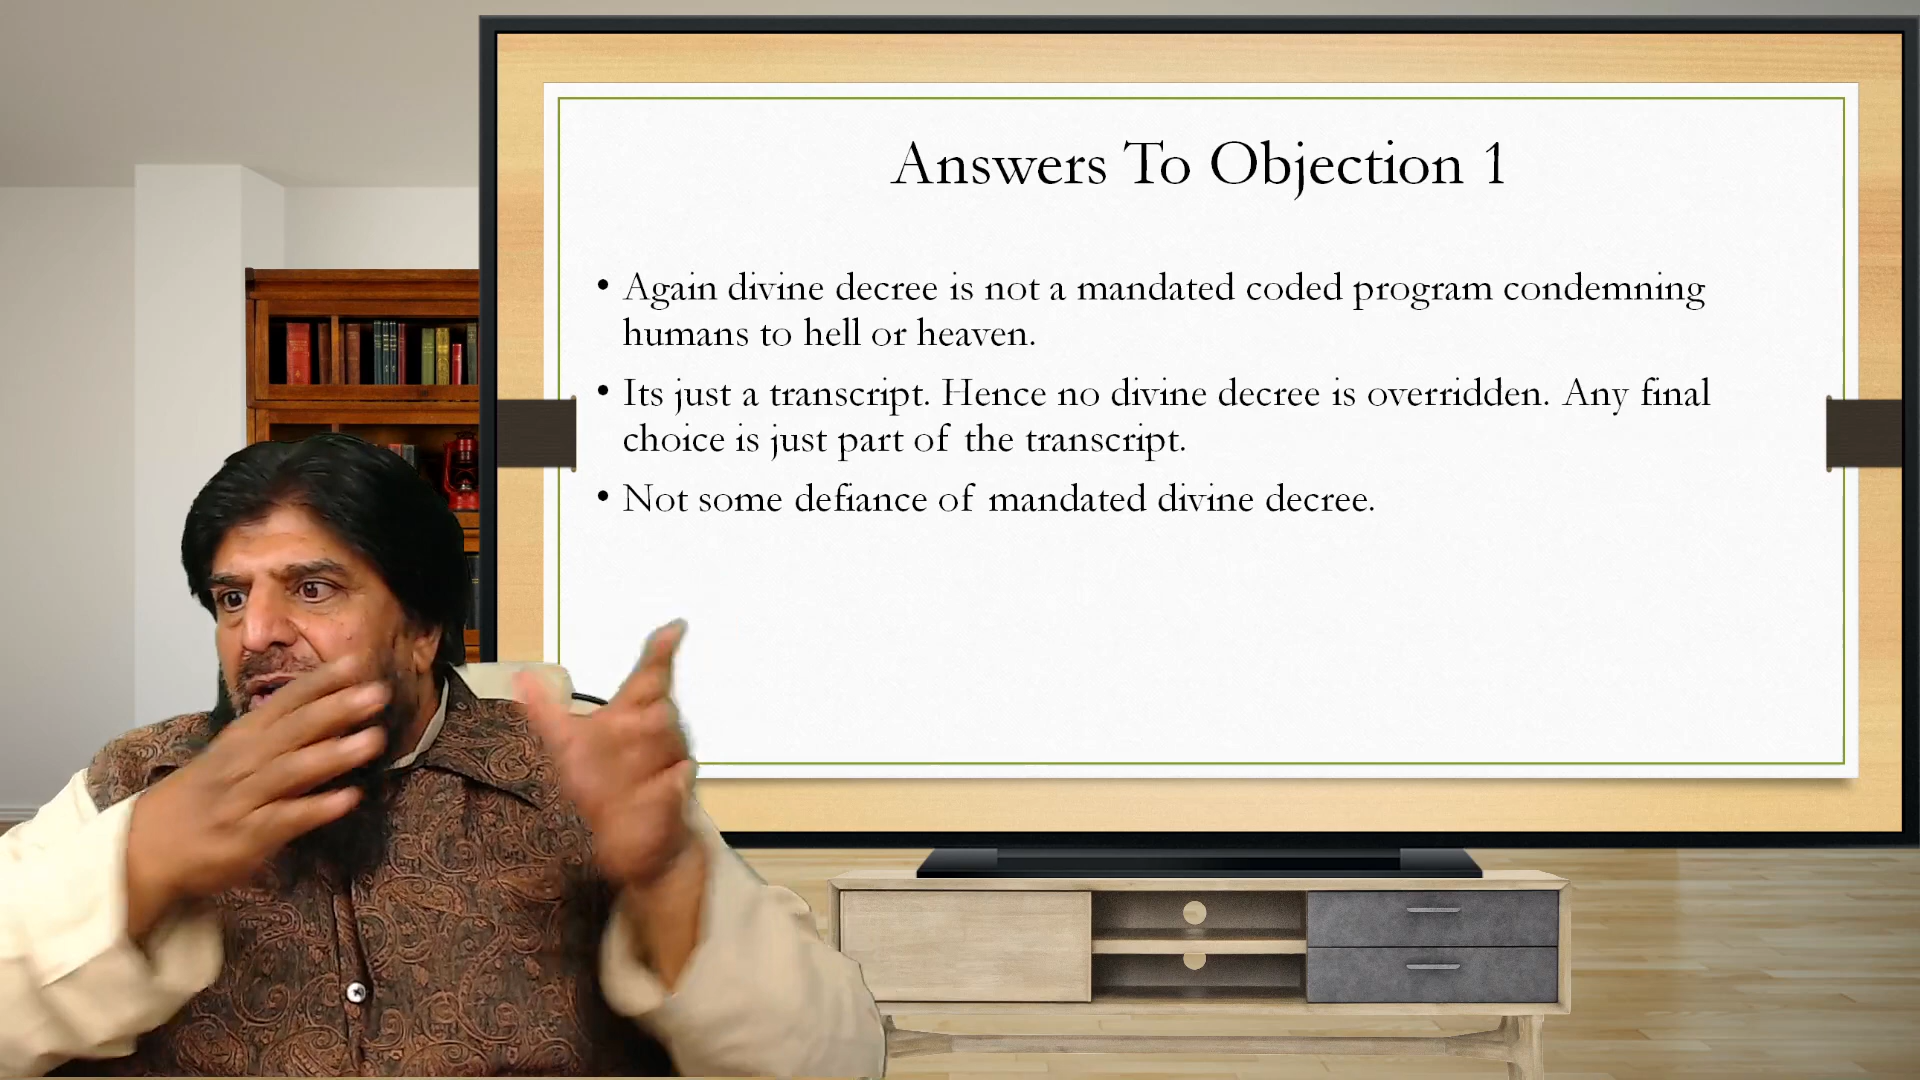 Answers To Objection 1
• Again divine decree is not a mandated coded program condemning
humans to hell or heaven.
• Its just a transcript. Hence no divine decree is overridden. Any final
choice is just part of the transcript.
• Not some defiance of mandated divine decree.